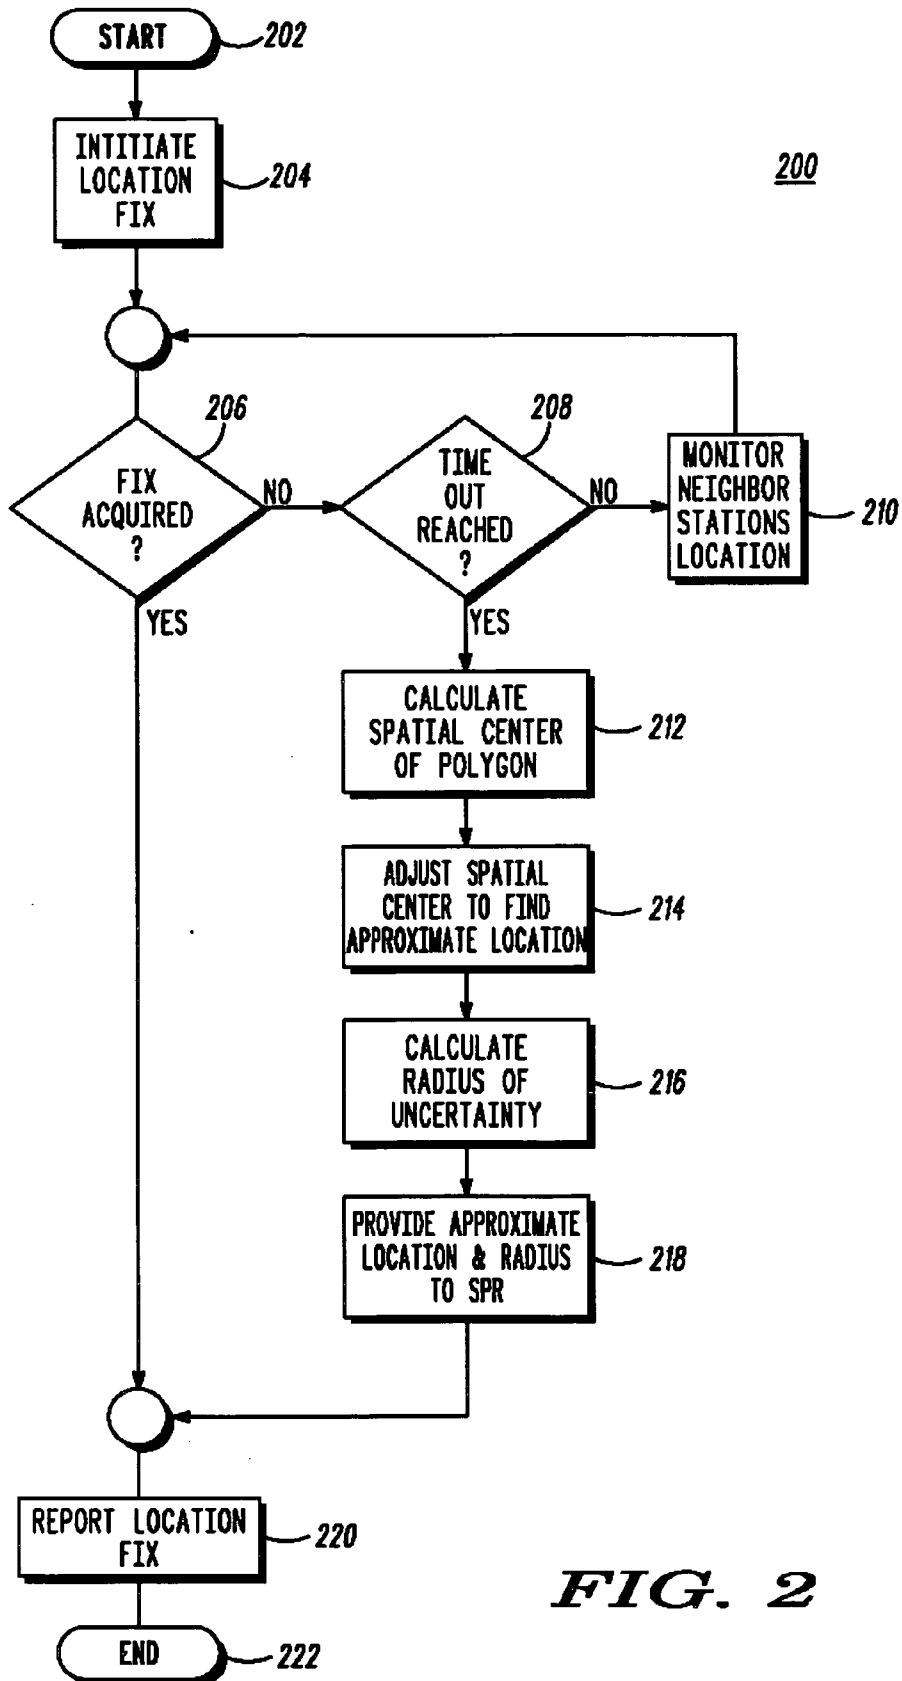 START
202
INTITIATE
LOCATION
FIX
204
200
206
FIX
ACQUIRED
?
NO
YES
208
TIME
OUT
REACHED
?
NO
YES
MONITOR
NEIGHBOR
STATIONS
LOCATION
210
CALCULATE
SPATIAL CENTER
OF POLYGON
212
ADJUST SPATIAL
CENTER TO FIND
APPROXIMATE LOCATION
214
CALCULATE
RADIUS OF
UNCERTAINTY
216
PROVIDE APPROXIMATE
LOCATION & RADIUS
TO SPR
218
REPORT LOCATION
FIX
220
END
222
FIG. 2